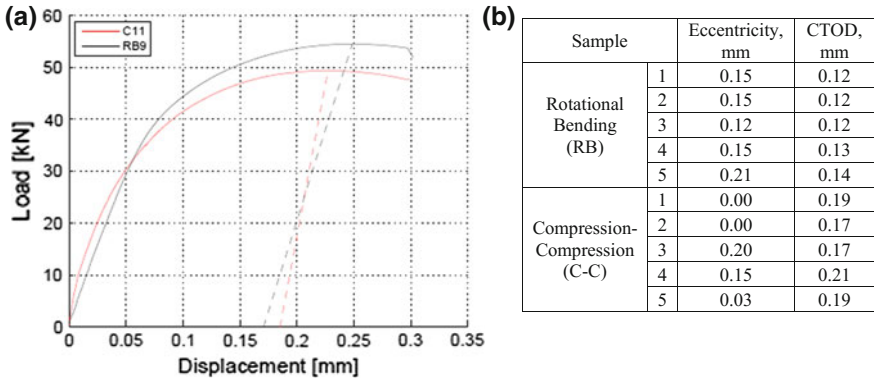 (a)
60
50
40
30
20
10
0
Load [kN]
C11
RB9
0 0.05 0.1 0.15 0.2 0.25 0.3 0.35
Displacement [mm]
(b)
Sample Eccentricity, mm CTOD, mm
Rotational Bending (RB)
1 0.15 0.12
2 0.15 0.12
3 0.12 0.12
4 0.15 0.13
5 0.21 0.14
Compression-Compression (C-C)
1 0.00 0.19
2 0.00 0.17
3 0.20 0.17
4 0.15 0.21
5 0.03 0.19